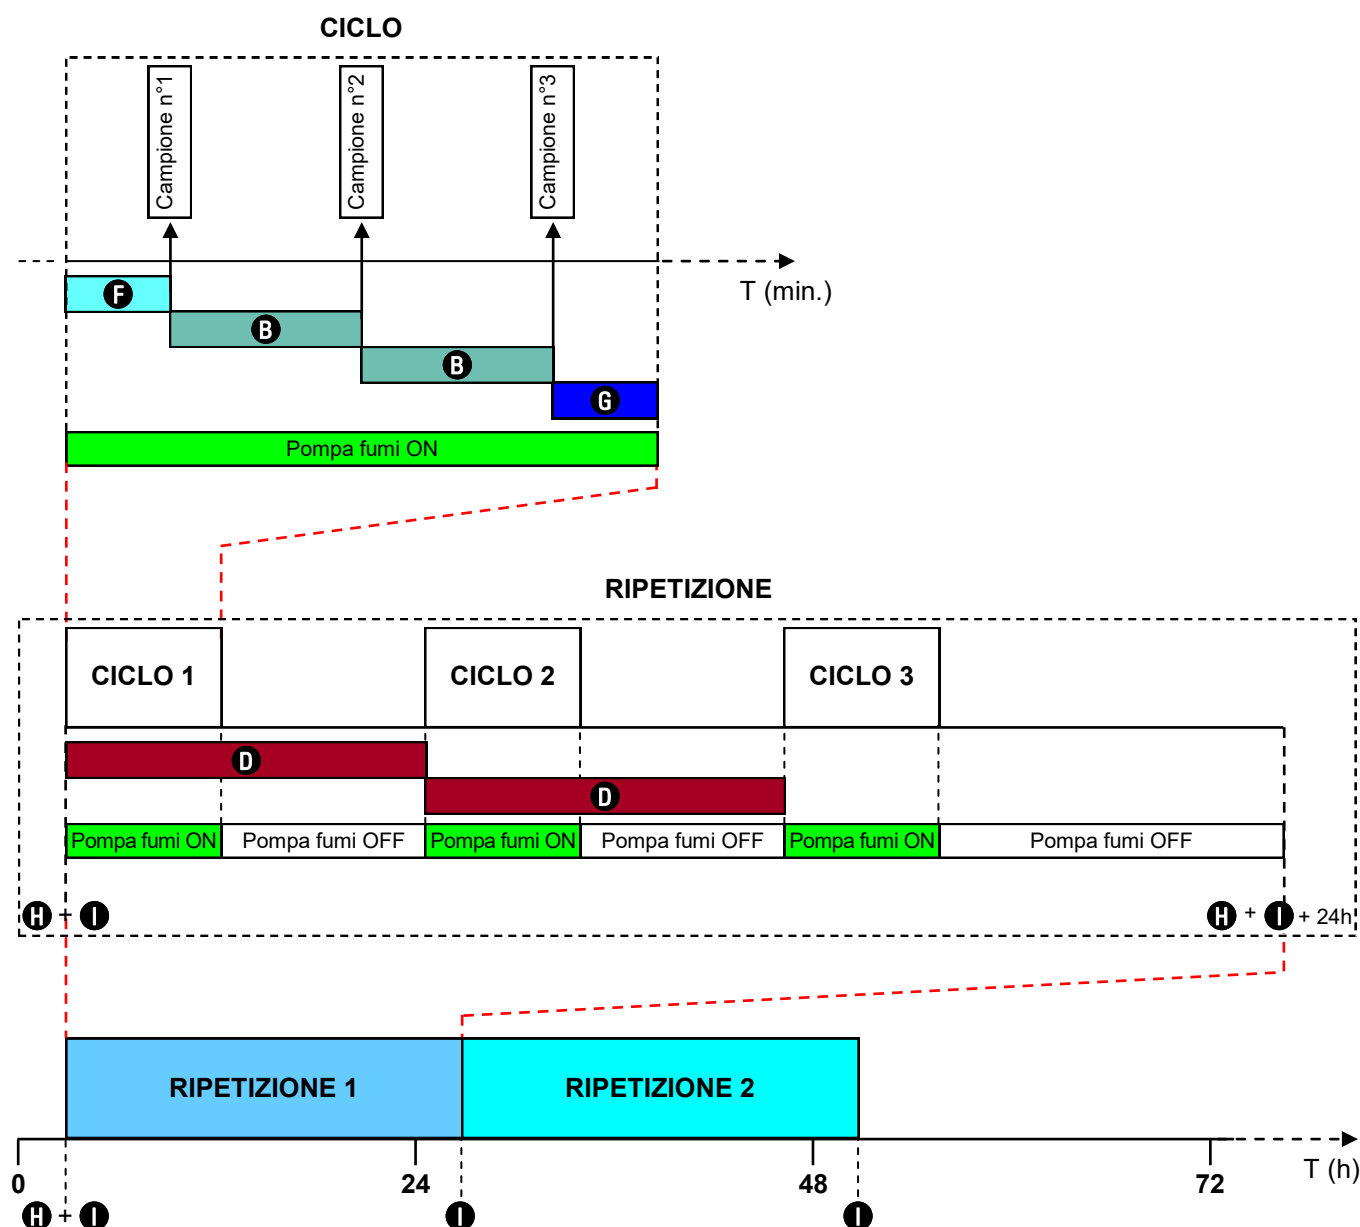 CICLO
Campione n°1
Campione n°2
Campione n°3
T (min.)
F
B
B
G
Pompa fumi ON
RIPETIZIONE
CICLO 1
CICLO 2
CICLO 3
D
D
Pompa fumi ON
Pompa fumi OFF
Pompa fumi ON
Pompa fumi OFF
Pompa fumi ON
Pompa fumi OFF
H + I
H + I + 24h
RIPETIZIONE 1
RIPETIZIONE 2
0
24
48
72
T (h)
H + I
I
I